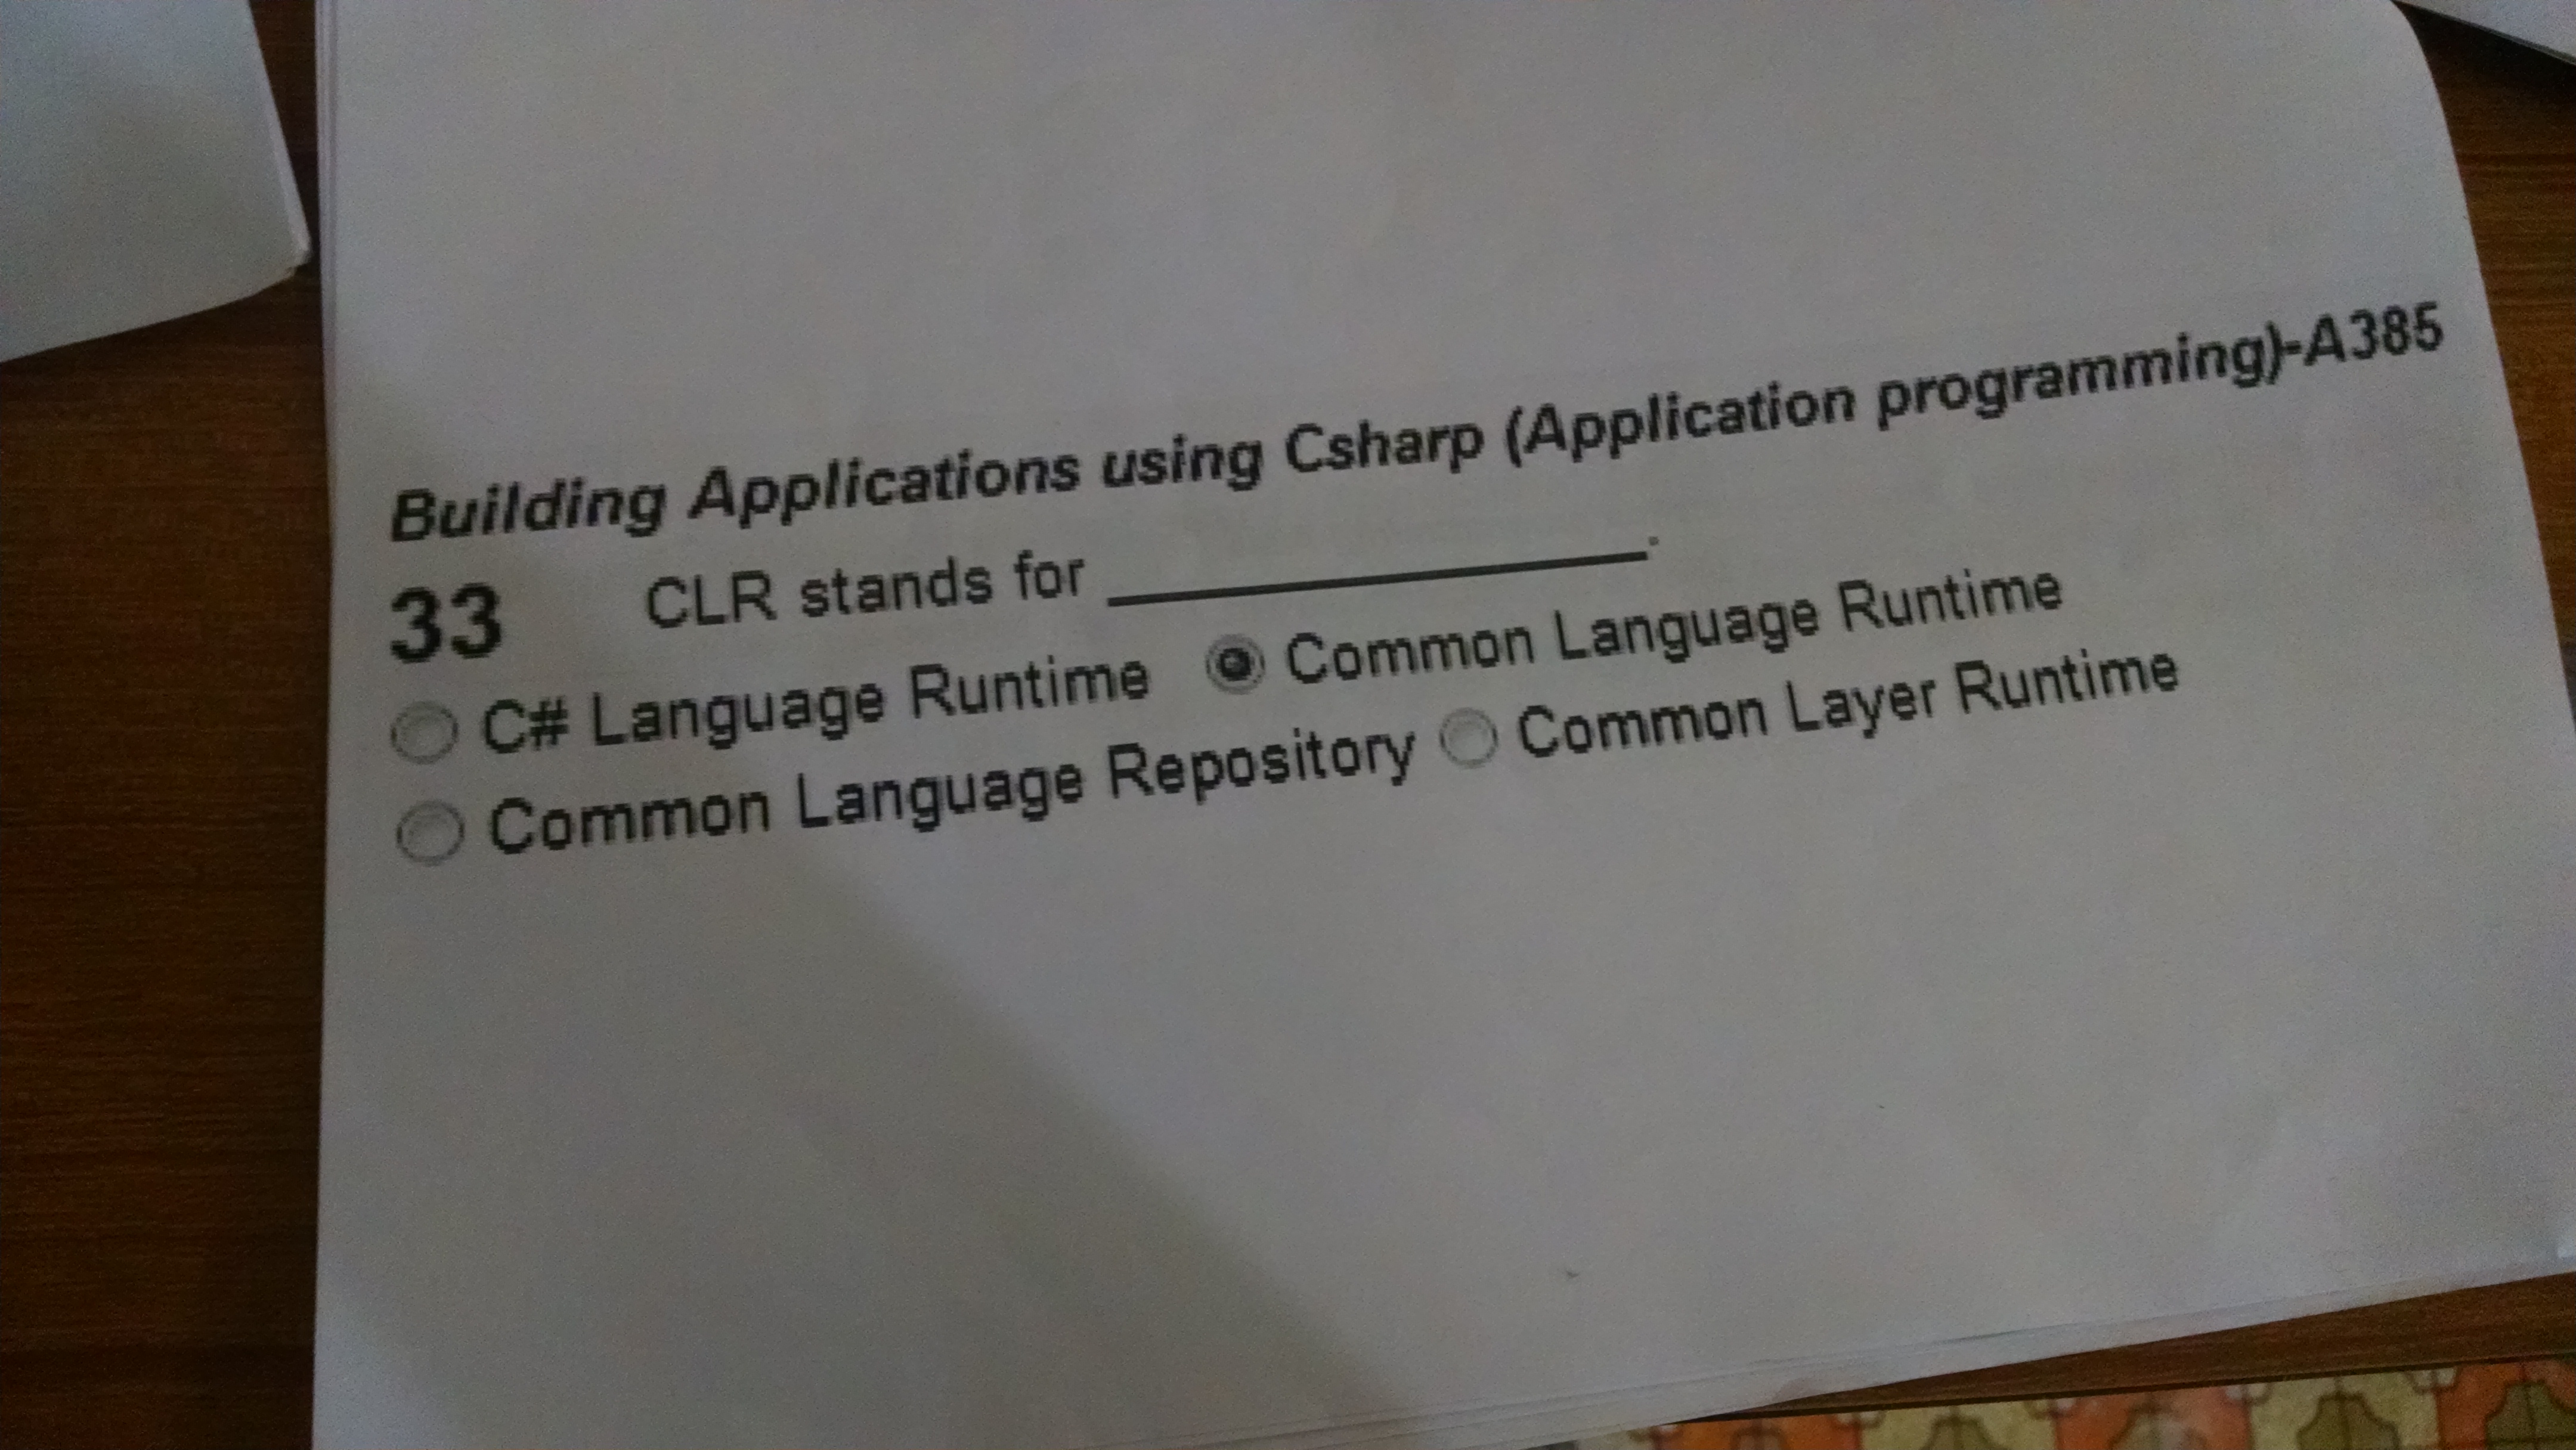 Building Applications using Csharp (Application programming)-A385
33 CLR stands for ____________________.
C# Language Runtime Common Language Runtime
Common Language Repository Common Layer Runtime